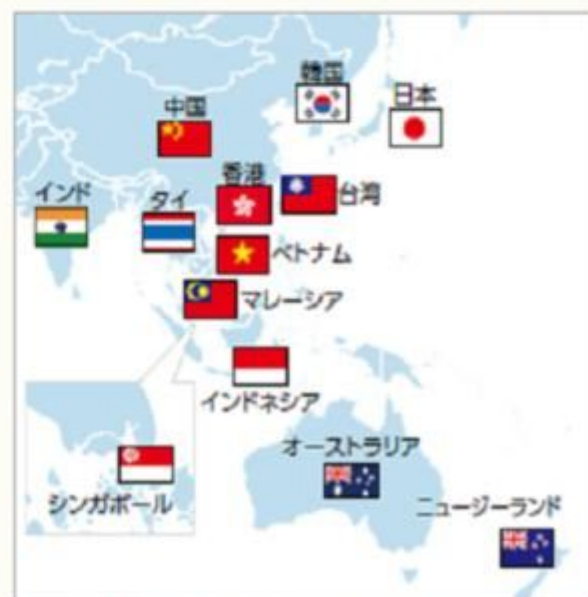 韓国
日本
中国
香港
台湾
インド
タイ
ベトナム
マレーシア
インドネシア
オーストラリア
シンガポール
ニュージーランド